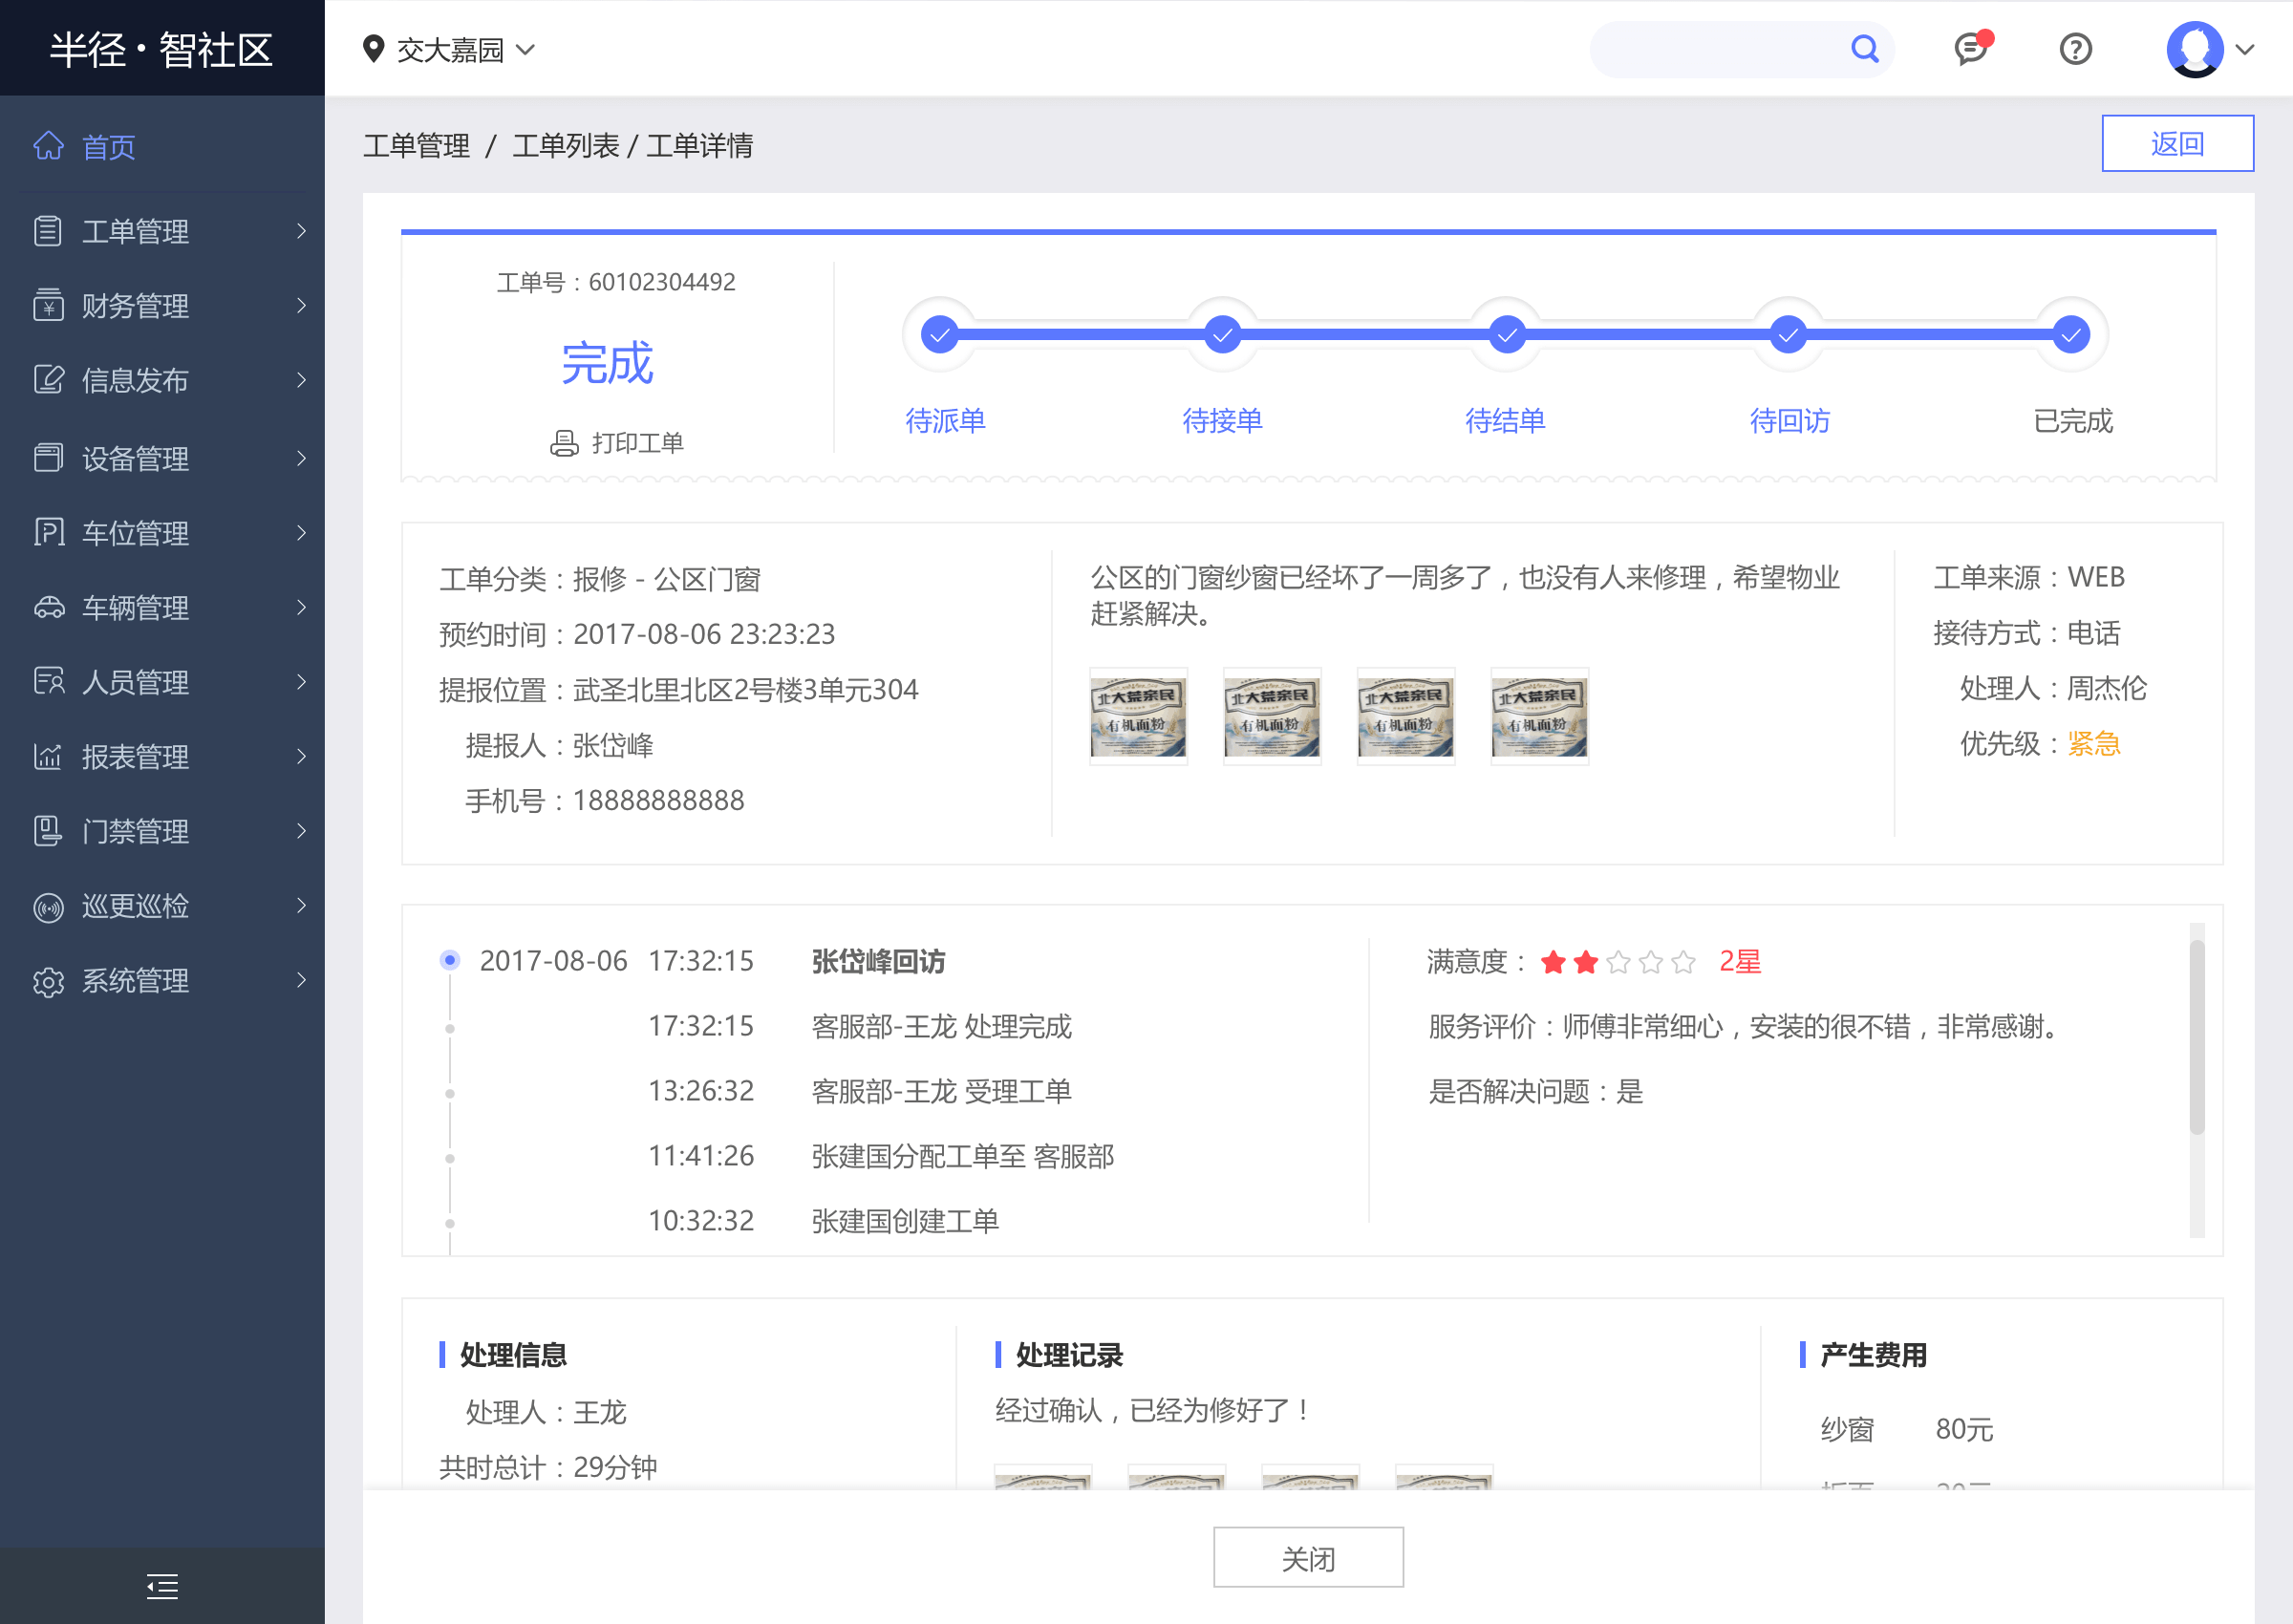 半径·智社区
交大嘉园
首页
工单管理
财务管理
信息发布
设备管理
车位管理
车辆管理
人员管理
报表管理
门禁管理
巡更巡检
系统管理
工单管理 / 工单列表 / 工单详情
返回
工单号：60102304492
完成
打印工单
待派单
待接单
待结单
待回访
已完成
工单分类：报修 - 公区门窗
预约时间：2017-08-06 23:23:23
提报位置：武圣北里北区2号楼3单元304
提报人：张岱峰
手机号：18888888888
公区的门窗纱窗已经坏了一周多了，也没有人来修理，希望物业
赶紧解决。
北大荒亲民
有机面粉
北大荒亲民
有机面粉
北大荒亲民
有机面粉
北大荒亲民
有机面粉
工单来源：WEB
接待方式：电话
处理人：周杰伦
优先级：紧急
2017-08-06 17:32:15 张岱峰回访
17:32:15 客服部-王龙 处理完成
13:26:32 客服部-王龙 受理工单
11:41:26 张建国分配工单至 客服部
10:32:32 张建国创建工单
满意度： 2星
服务评价：师傅非常细心，安装的很不错，非常感谢。
是否解决问题：是
处理信息
处理人：王龙
共时总计：29分钟
处理记录
经过确认，已经为修好了！
产生费用
纱窗 80元
关闭